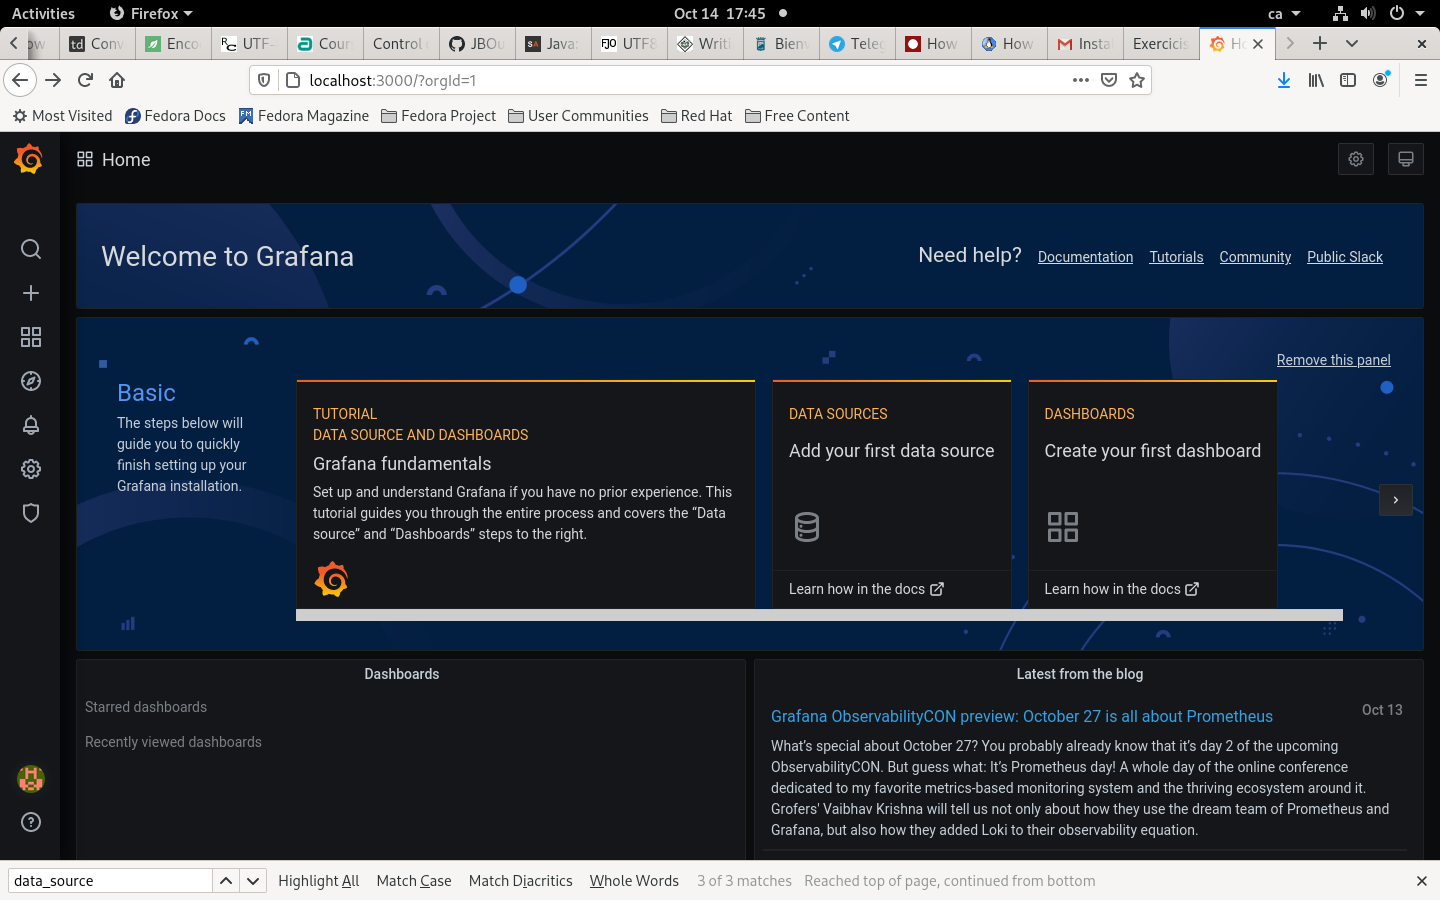 Activities
Firefox
Oct 14 17:45
ca
ow
Conv
Enco
UTF-
Cour
Control
JBOu
Java:
UTF8
Writi
Bien
Teleg
How
How
Insta
Exercicis
Ho
localhost:3000/?orgId=1
Most Visited
Fedora Docs
Fedora Magazine
Fedora Project
User Communities
Red Hat
Free Content
Home
Welcome to Grafana
Need help?
Documentation
Tutorials
Community
Public Slack
Remove this panel
Basic
The steps below will
guide you to quickly
finish setting up your
Grafana installation.
TUTORIAL
DATA SOURCE AND DASHBOARDS
Grafana fundamentals
Set up and understand Grafana if you have no prior experience. This
tutorial guides you through the entire process and covers the “Data
source” and “Dashboards” steps to the right.
DATA SOURCES
Add your first data source
Learn how in the docs
DASHBOARDS
Create your first dashboard
Learn how in the docs
Dashboards
Starred dashboards
Recently viewed dashboards
Latest from the blog
Grafana ObservabilityCON preview: October 27 is all about Prometheus
Oct 13
What’s special about October 27? You probably already know that it’s day 2 of the upcoming
ObservabilityCON. But guess what: It’s Prometheus day! A whole day of the online conference
dedicated to my favorite metrics-based monitoring system and the thriving ecosystem around it.
Grofers' Vaibhav Krishna will tell us not only about how they use the dream team of Prometheus and
Grafana, but also how they added Loki to their observability equation.
data_source
Highlight All
Match Case
Match Diacritics
Whole Words
3 of 3 matches
Reached top of page, continued from bottom